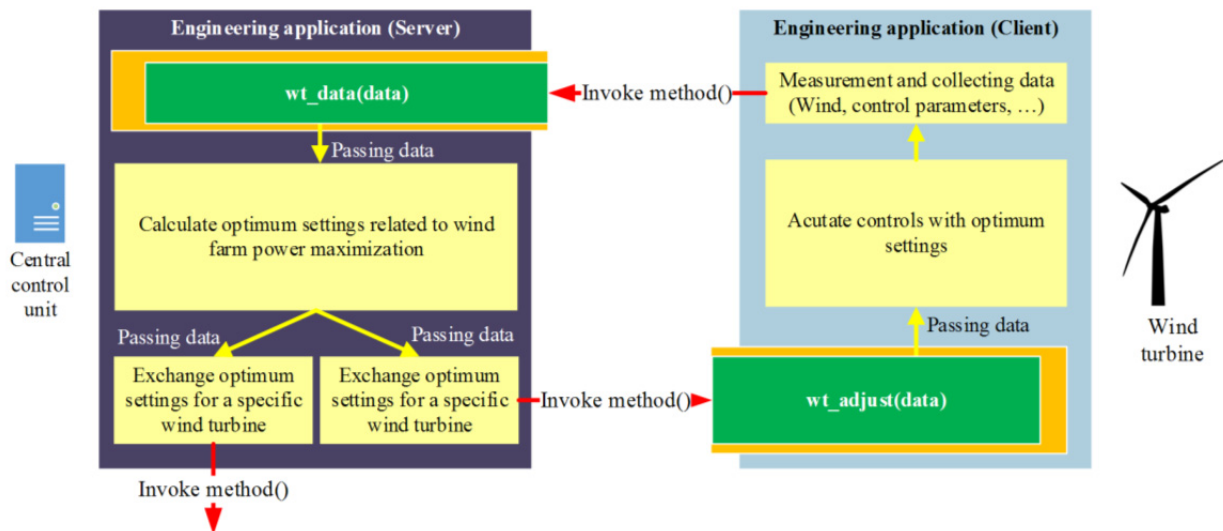 Engineering application (Server)
wt_data(data)
Passing data
Calculate optimum settings related to wind
farm power maximization
Passing data
Passing data
Exchange optimum
settings for a specific
wind turbine
Exchange optimum
settings for a specific
wind turbine
Invoke method()
Central
control
unit
Invoke method()
Invoke method()
Engineering application (Client)
Measurement and collecting data
(Wind, control parameters, …)
Acutate controls with optimum
settings
Passing data
wt_adjust(data)
Wind
turbine